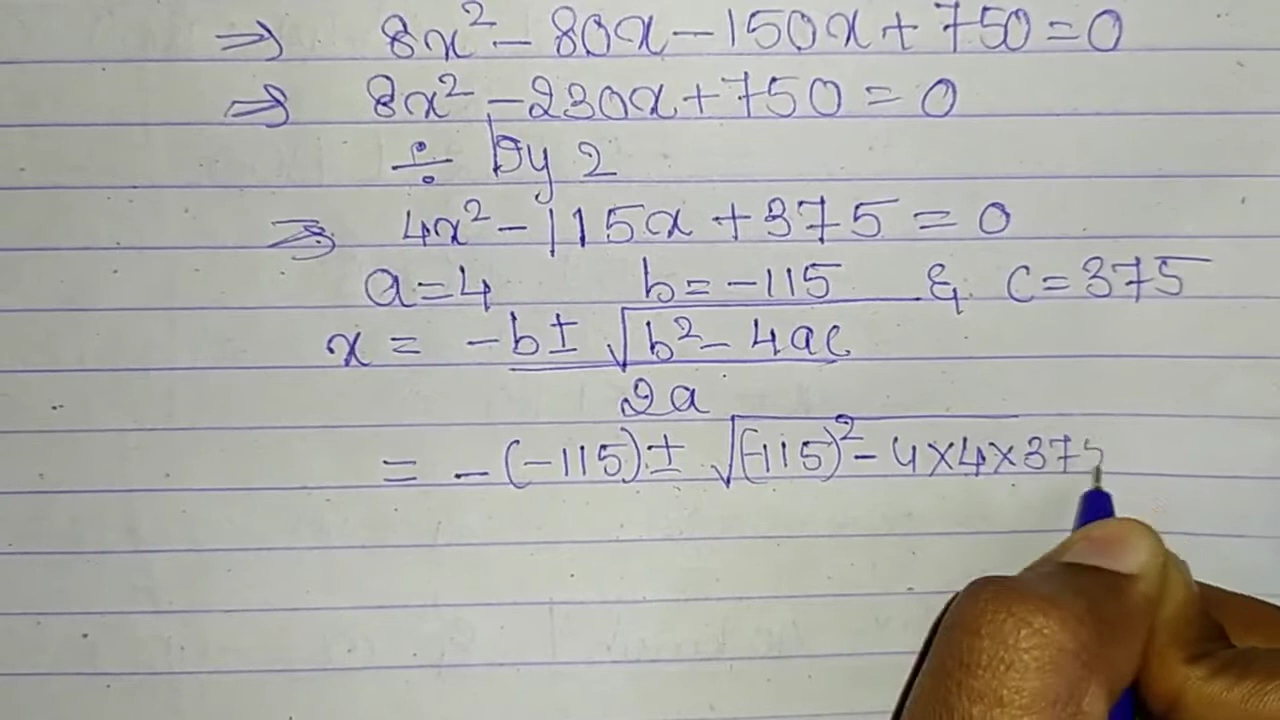 ⇒ 8x² - 80x - 150x + 750 = 0
⇒ 8x² - 230x + 750 = 0
÷ by 2
⇒ 4x² - 115x + 375 = 0
a = 4 b = -115 & c = 375
x = -b ± √b² - 4ac
2a
= -(-115) ± √(-115)² - 4×4×375